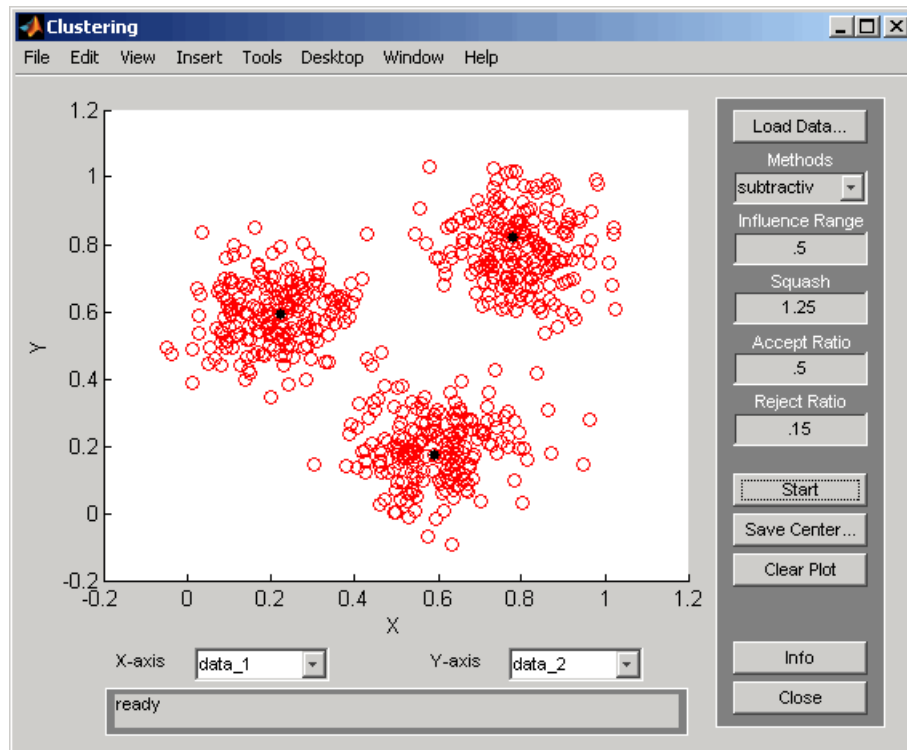 Clustering
File Edit View Insert Tools Desktop Window Help
1.2
1
0.8
0.6
0.4
0.2
0
-0.2
Y
-0.2 0 0.2 0.4 0.6 0.8 1 1.2
X
X-axis data_1 Y-axis data_2
ready
Load Data...
Methods
subtractiv
Influence Range
.5
Squash
1.25
Accept Ratio
.5
Reject Ratio
.15
Start
Save Center...
Clear Plot
Info
Close